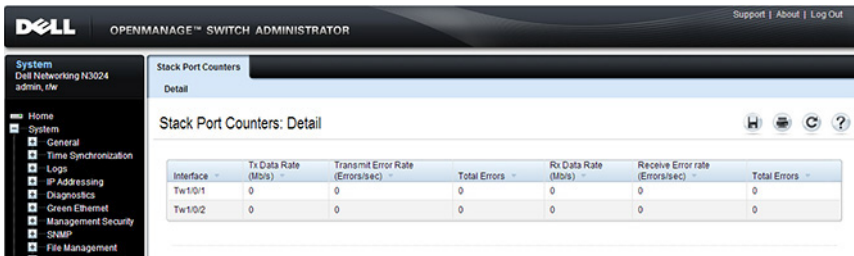 Support | About | Log Out
DELL OPENMANAGE™ SWITCH ADMINISTRATOR
System
Dell Networking N3024
admin, r/w
Home
System
General
Time Synchronization
Logs
IP Addressing
Diagnostics
Green Ethernet
Management Security
SNMP
File Management
Stack Port Counters
Detail
Stack Port Counters: Detail
Interface Tx Data Rate (Mb/s) Transmit Error Rate (Errors/sec) Total Errors Rx Data Rate (Mb/s) Receive Error rate (Errors/sec) Total Errors
Tw1/0/1 0 0 0 0 0 0
Tw1/0/2 0 0 0 0 0 0